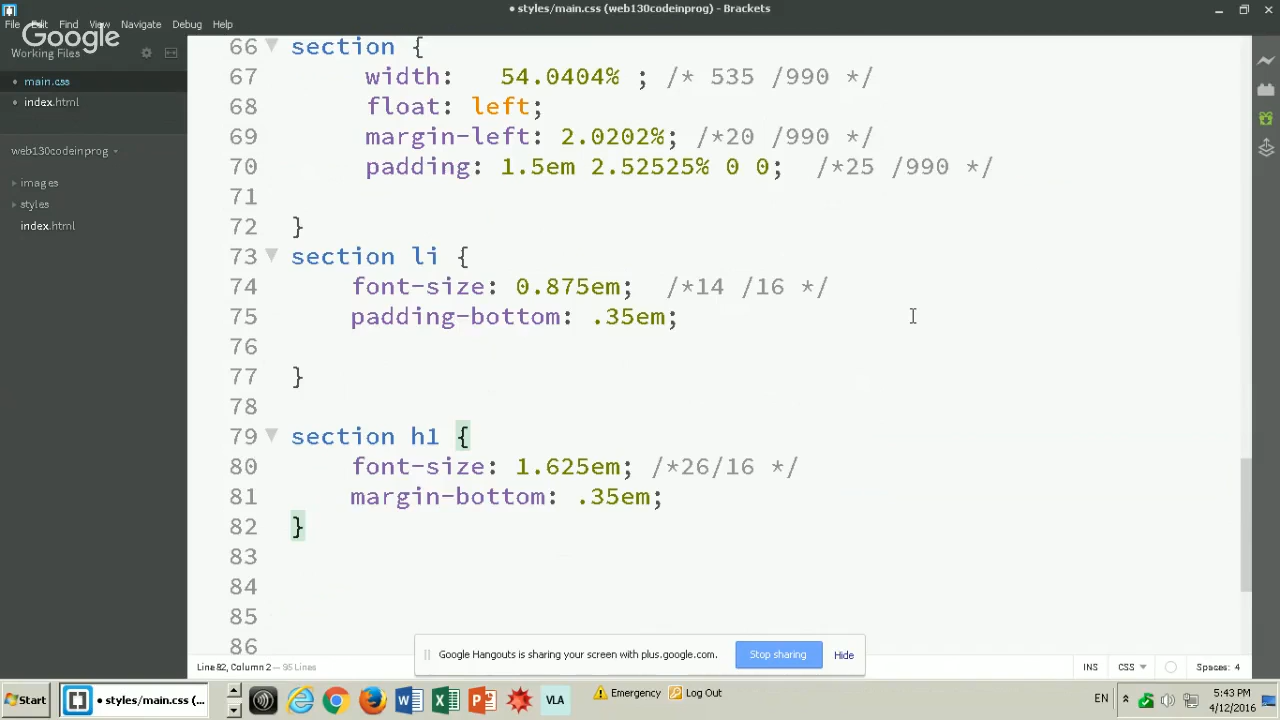 • styles/main.css (web130codeinprog) - Brackets
File Edit Find View Navigate Debug Help
Google
Working Files
• main.css
• index.html
web130codeinprog
images
styles
index.html
66 section {
67 width: 54.0404% ; /* 535 /990 */
68 float: left;
69 margin-left: 2.0202%; /*20 /990 */
70 padding: 1.5em 2.52525% 0 0; /*25 /990 */
71
72 }
73 section li {
74 font-size: 0.875em; /*14 /16 */
75 padding-bottom: .35em;
76
77 }
78
79 section h1 {
80 font-size: 1.625em; /*26/16 */
81 margin-bottom: .35em;
82 }
83
84
85
86
Google Hangouts is sharing your screen with plus.google.com. Stop sharing Hide
Line 82, Column 2 — 95 Lines INS CSS Spaces: 4
Start • styles/main.css (... VLA Emergency Log Out EN 5:43 PM
4/12/2016